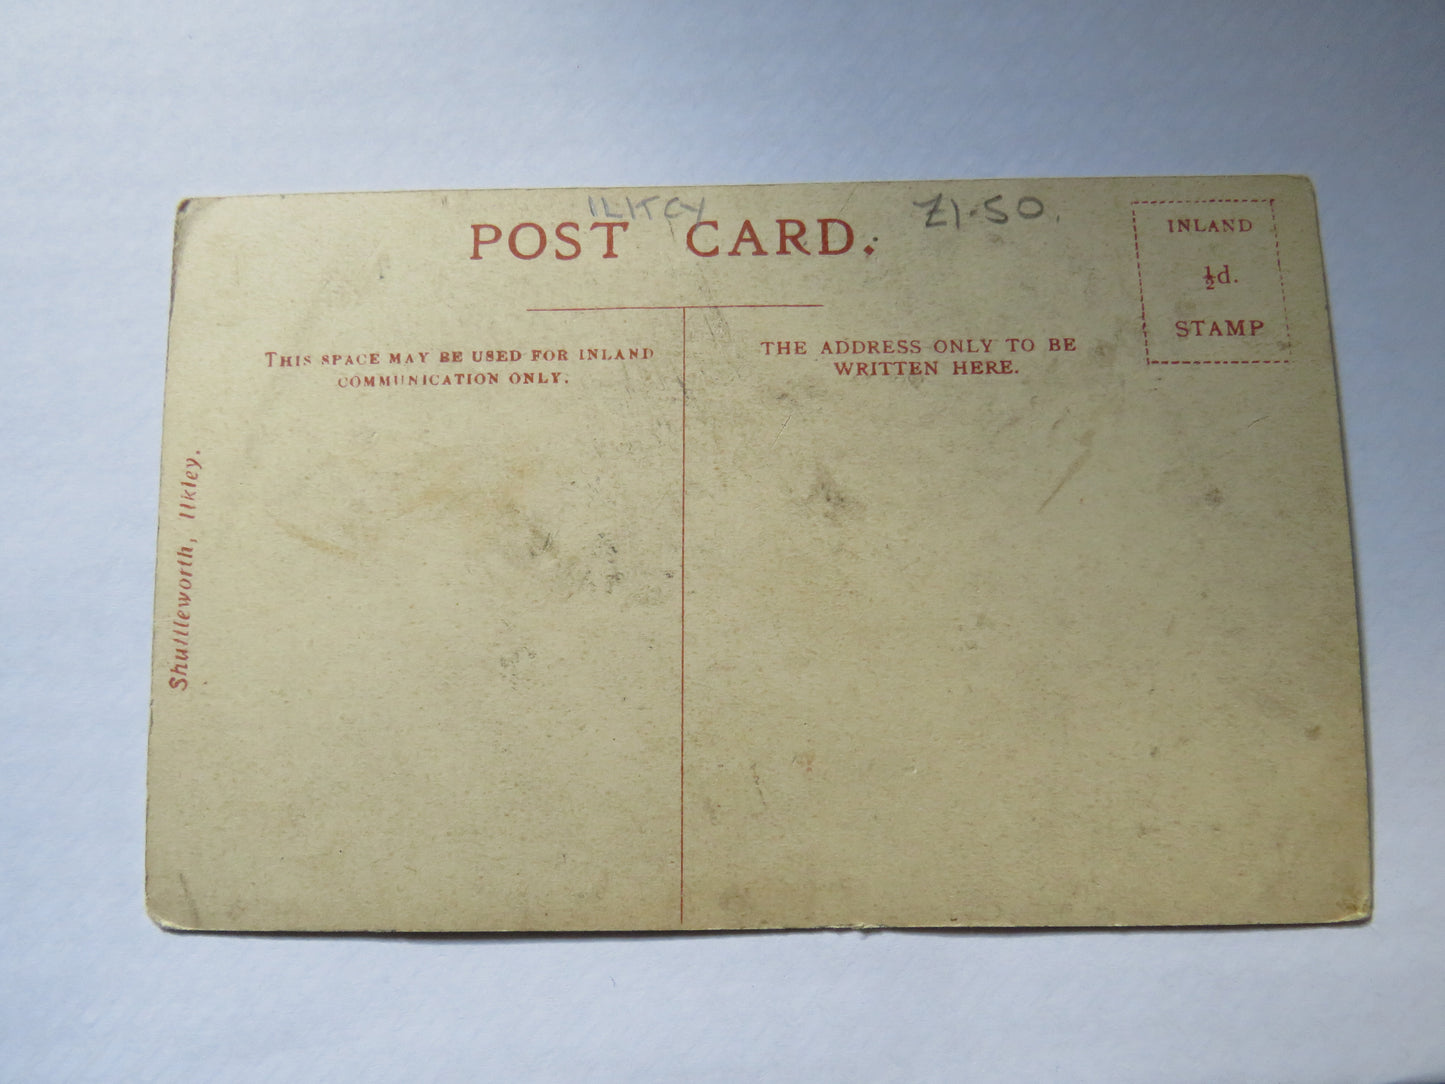 ILKLEY
Z1.50.
POST CARD.
INLAND
½d.
STAMP
THIS SPACE MAY BE USED FOR INLAND
COMMUNICATION ONLY.
THE ADDRESS ONLY TO BE
WRITTEN HERE.
Shuttleworth, Ilkley.